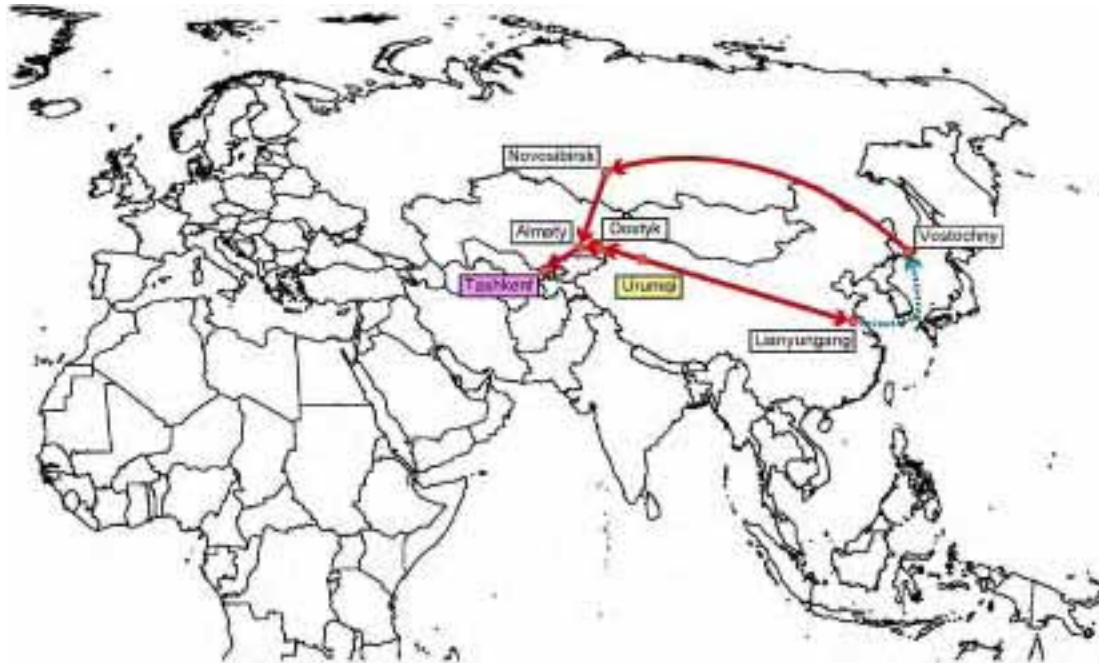 Novosibirsk
Almaty
Dostyk
Vostochny
Tashkent
Urumqi
Lianyungang